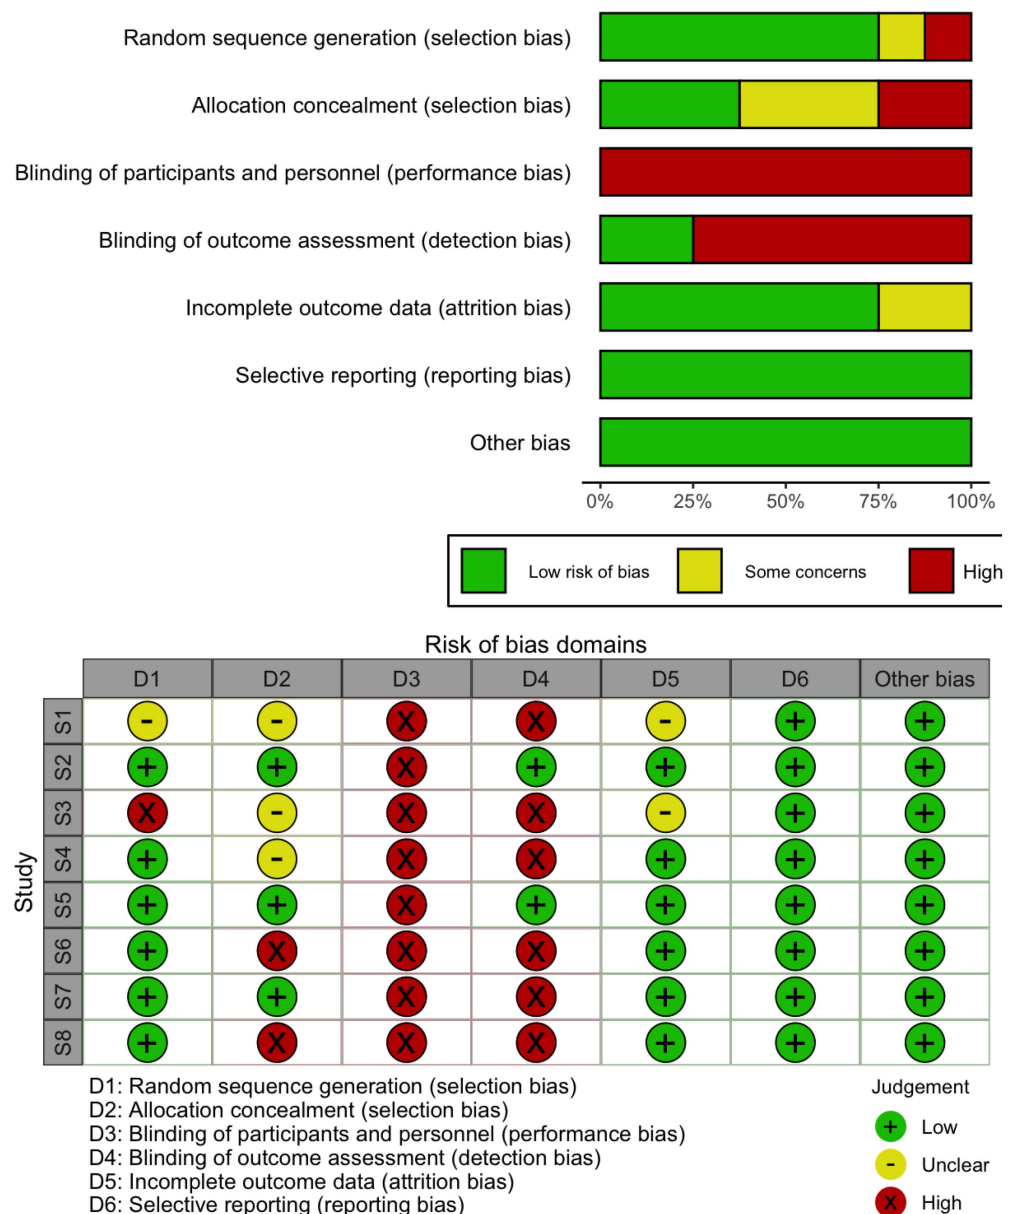 Random sequence generation (selection bias)
Allocation concealment (selection bias)
Blinding of participants and personnel (performance bias)
Blinding of outcome assessment (detection bias)
Incomplete outcome data (attrition bias)
Selective reporting (reporting bias)
Other bias
0% 25% 50% 75% 100%
Low risk of bias Some concerns High
Risk of bias domains
D1 D2 D3 D4 D5 D6 Other bias
Study
S1 - - X X - + +
S2 + + X + + + +
S3 X - X X - + +
S4 + - X X + + +
S5 + + X + + + +
S6 + X X X + + +
S7 + + X X + + +
S8 + X X X + + +
D1: Random sequence generation (selection bias)
D2: Allocation concealment (selection bias)
D3: Blinding of participants and personnel (performance bias)
D4: Blinding of outcome assessment (detection bias)
D5: Incomplete outcome data (attrition bias)
D6: Selective reporting (reporting bias)
Judgement
+ Low
- Unclear
X High